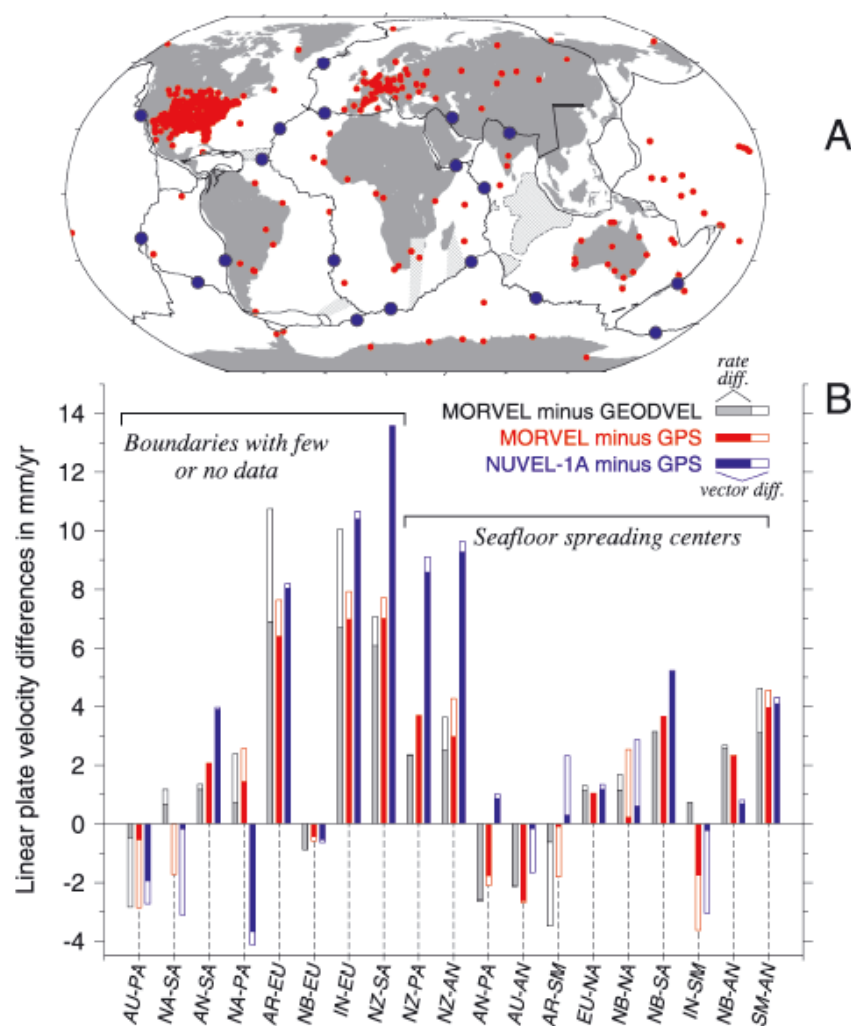 A
B
rate
diff.
MORVEL minus GEODVEL
MORVEL minus GPS
NUVEL-1A minus GPS
vector diff.
Boundaries with few
or no data
Seafloor spreading centers
Linear plate velocity differences in mm/yr
14
12
10
8
6
4
2
0
-2
-4
AU-PA
NA-SA
AN-SA
NA-PA
AR-EU
NB-EU
IN-EU
NZ-SA
NZ-PA
NZ-AN
AN-PA
AU-AN
AR-SM
EU-NA
NB-NA
NB-SA
IN-SM
NB-AN
SM-AN